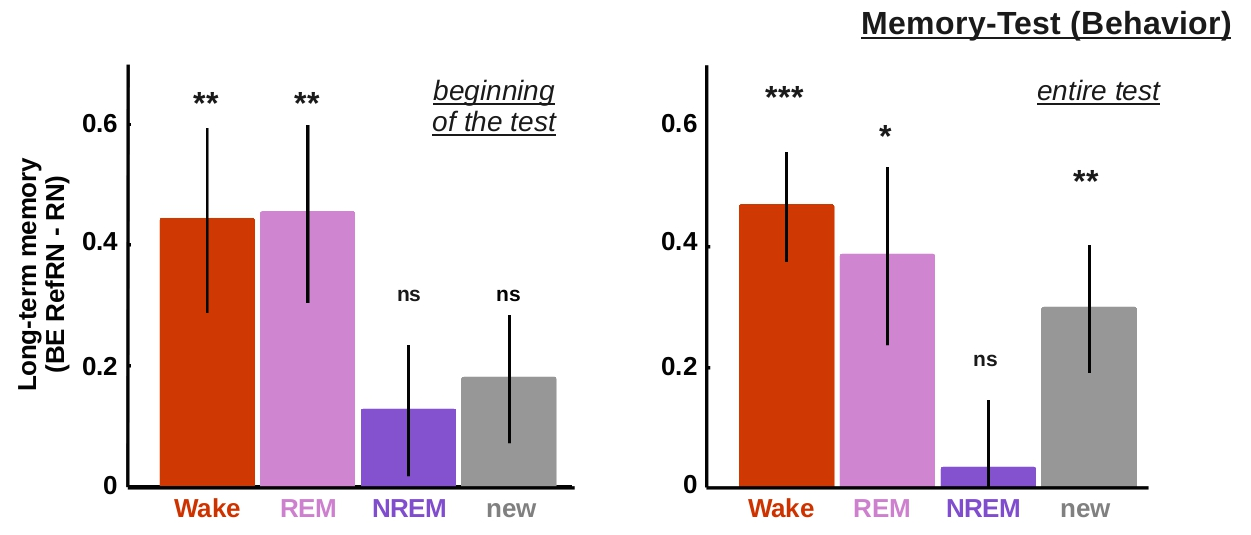 Memory-Test (Behavior)
beginning
of the test
** **
ns ns
0.6
0.4
0.2
0
Long-term memory
(BE RefRN - RN)
Wake REM NREM new
entire test
***
*
**
ns
0.6
0.4
0.2
0
Wake REM NREM new